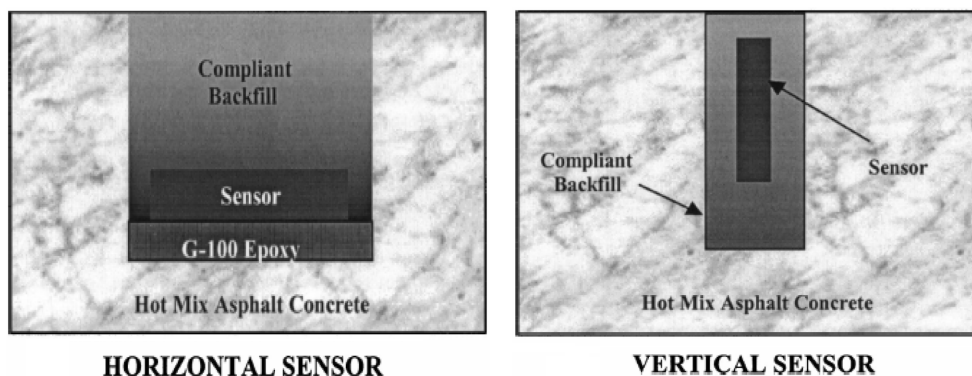 Compliant
Backfill
Sensor
G-100 Epoxy
Hot Mix Asphalt Concrete
HORIZONTAL SENSOR
Compliant
Backfill
Sensor
Hot Mix Asphalt Concrete
VERTICAL SENSOR